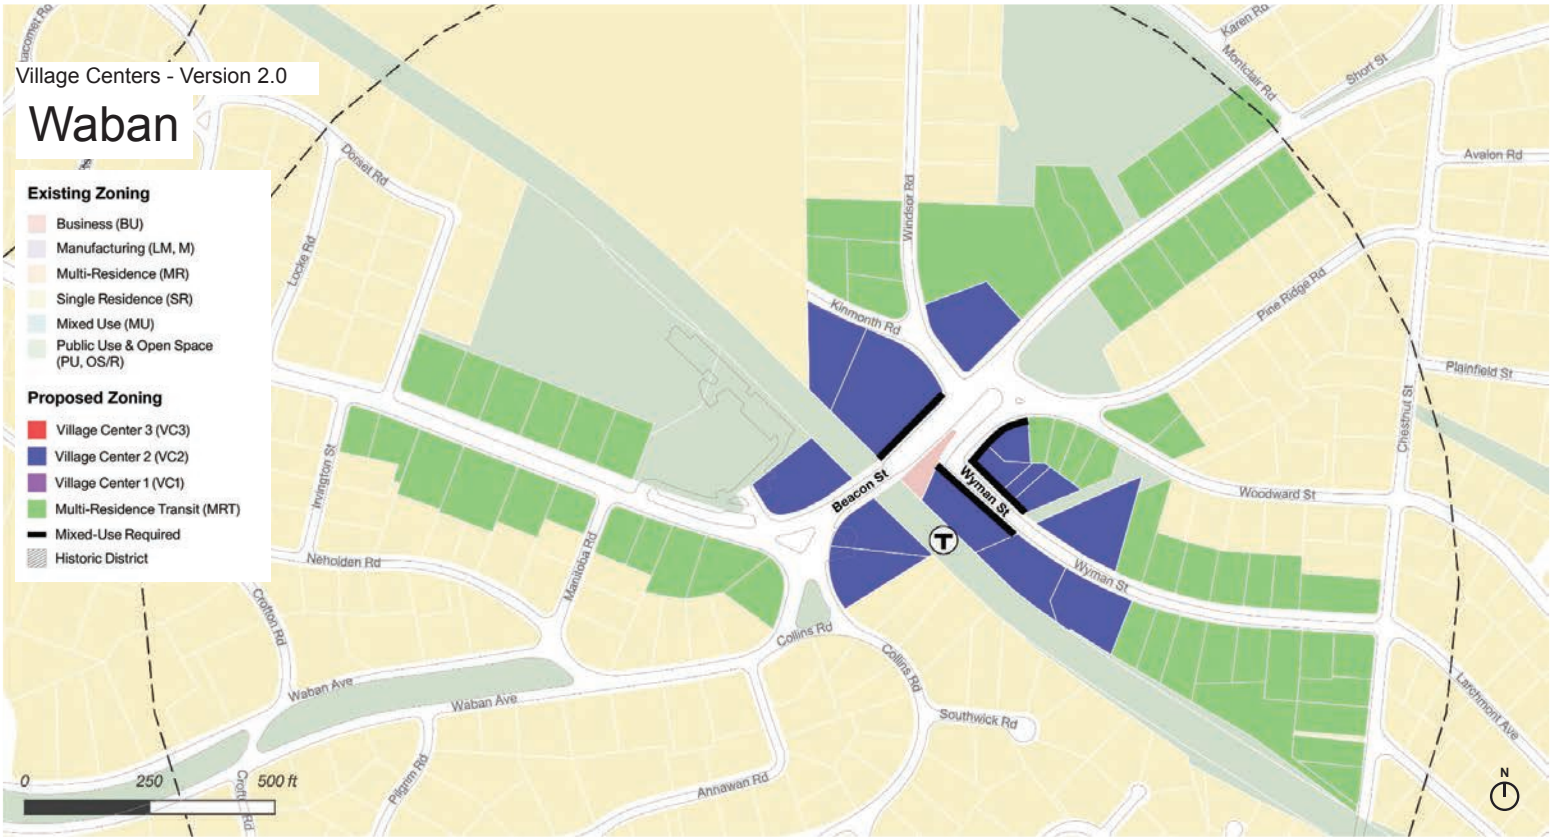 Village Centers - Version 2.0
Waban
Existing Zoning
Business (BU)
Manufacturing (LM, M)
Multi-Residence (MR)
Single Residence (SR)
Mixed Use (MU)
Public Use & Open Space
(PU, OS/R)
Proposed Zoning
Village Center 3 (VC3)
Village Center 2 (VC2)
Village Center 1 (VC1)
Multi-Residence Transit (MRT)
Mixed-Use Required
Historic District
0 250 500 ft
Dorset Rd
Locke Rd
Irvington St
Neholden Rd
Manitoba Rd
Crofton Rd
Waban Ave
Waban Ave
Pilgrim Rd
Annawan Rd
Collins Rd
Collins Rd
Southwick Rd
Beacon St
Wyman St
Wyman St
T
Kinmonth Rd
Windsor Rd
Karen Rd
Montclair Rd
Short St
Avalon Rd
Pine Ridge Rd
Plainfield St
Chestnut St
Woodward St
Larchmont Ave
N